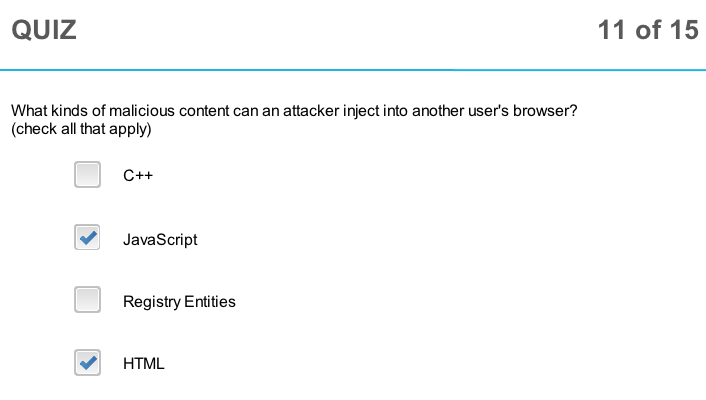 QUIZ 11 of 15
What kinds of malicious content can an attacker inject into another user's browser?
(check all that apply)
C++
JavaScript
Registry Entities
HTML